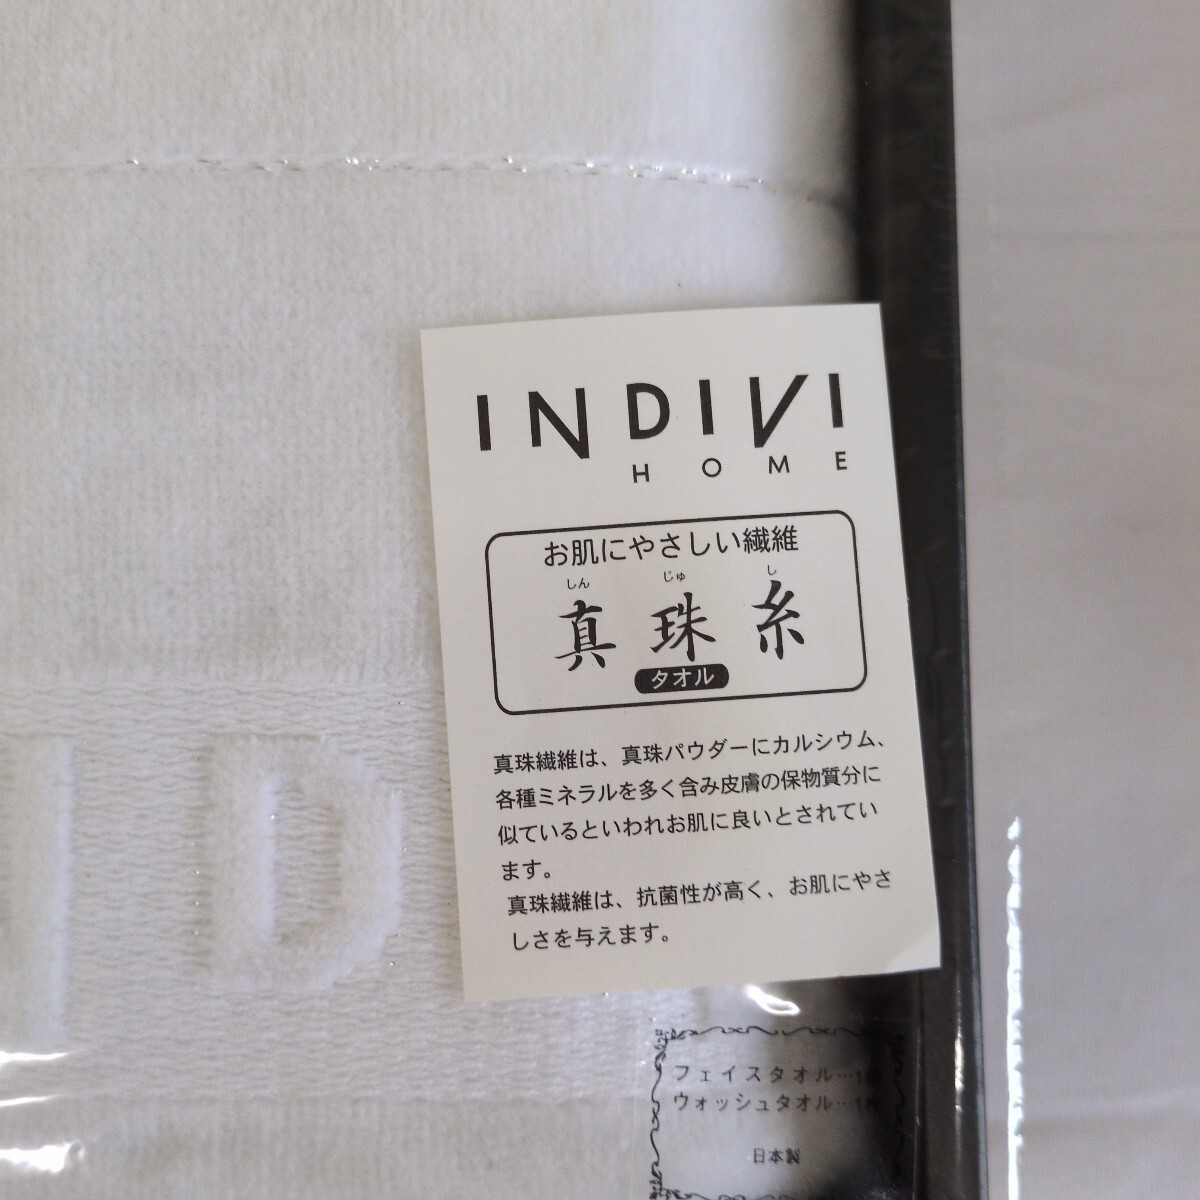 INDIVI
HOME
お肌にやさしい繊維
しん じゅ し
真珠糸
タオル
真珠繊維は、真珠パウダーにカルシウム、
各種ミネラルを多く含み皮膚の保物質分に
似ているといわれお肌に良いとされてい
ます。
真珠繊維は、抗菌性が高く、お肌にやさ
しさを与えます。
ID
フェイスタオル…1
ウォッシュタオル…1
日本製